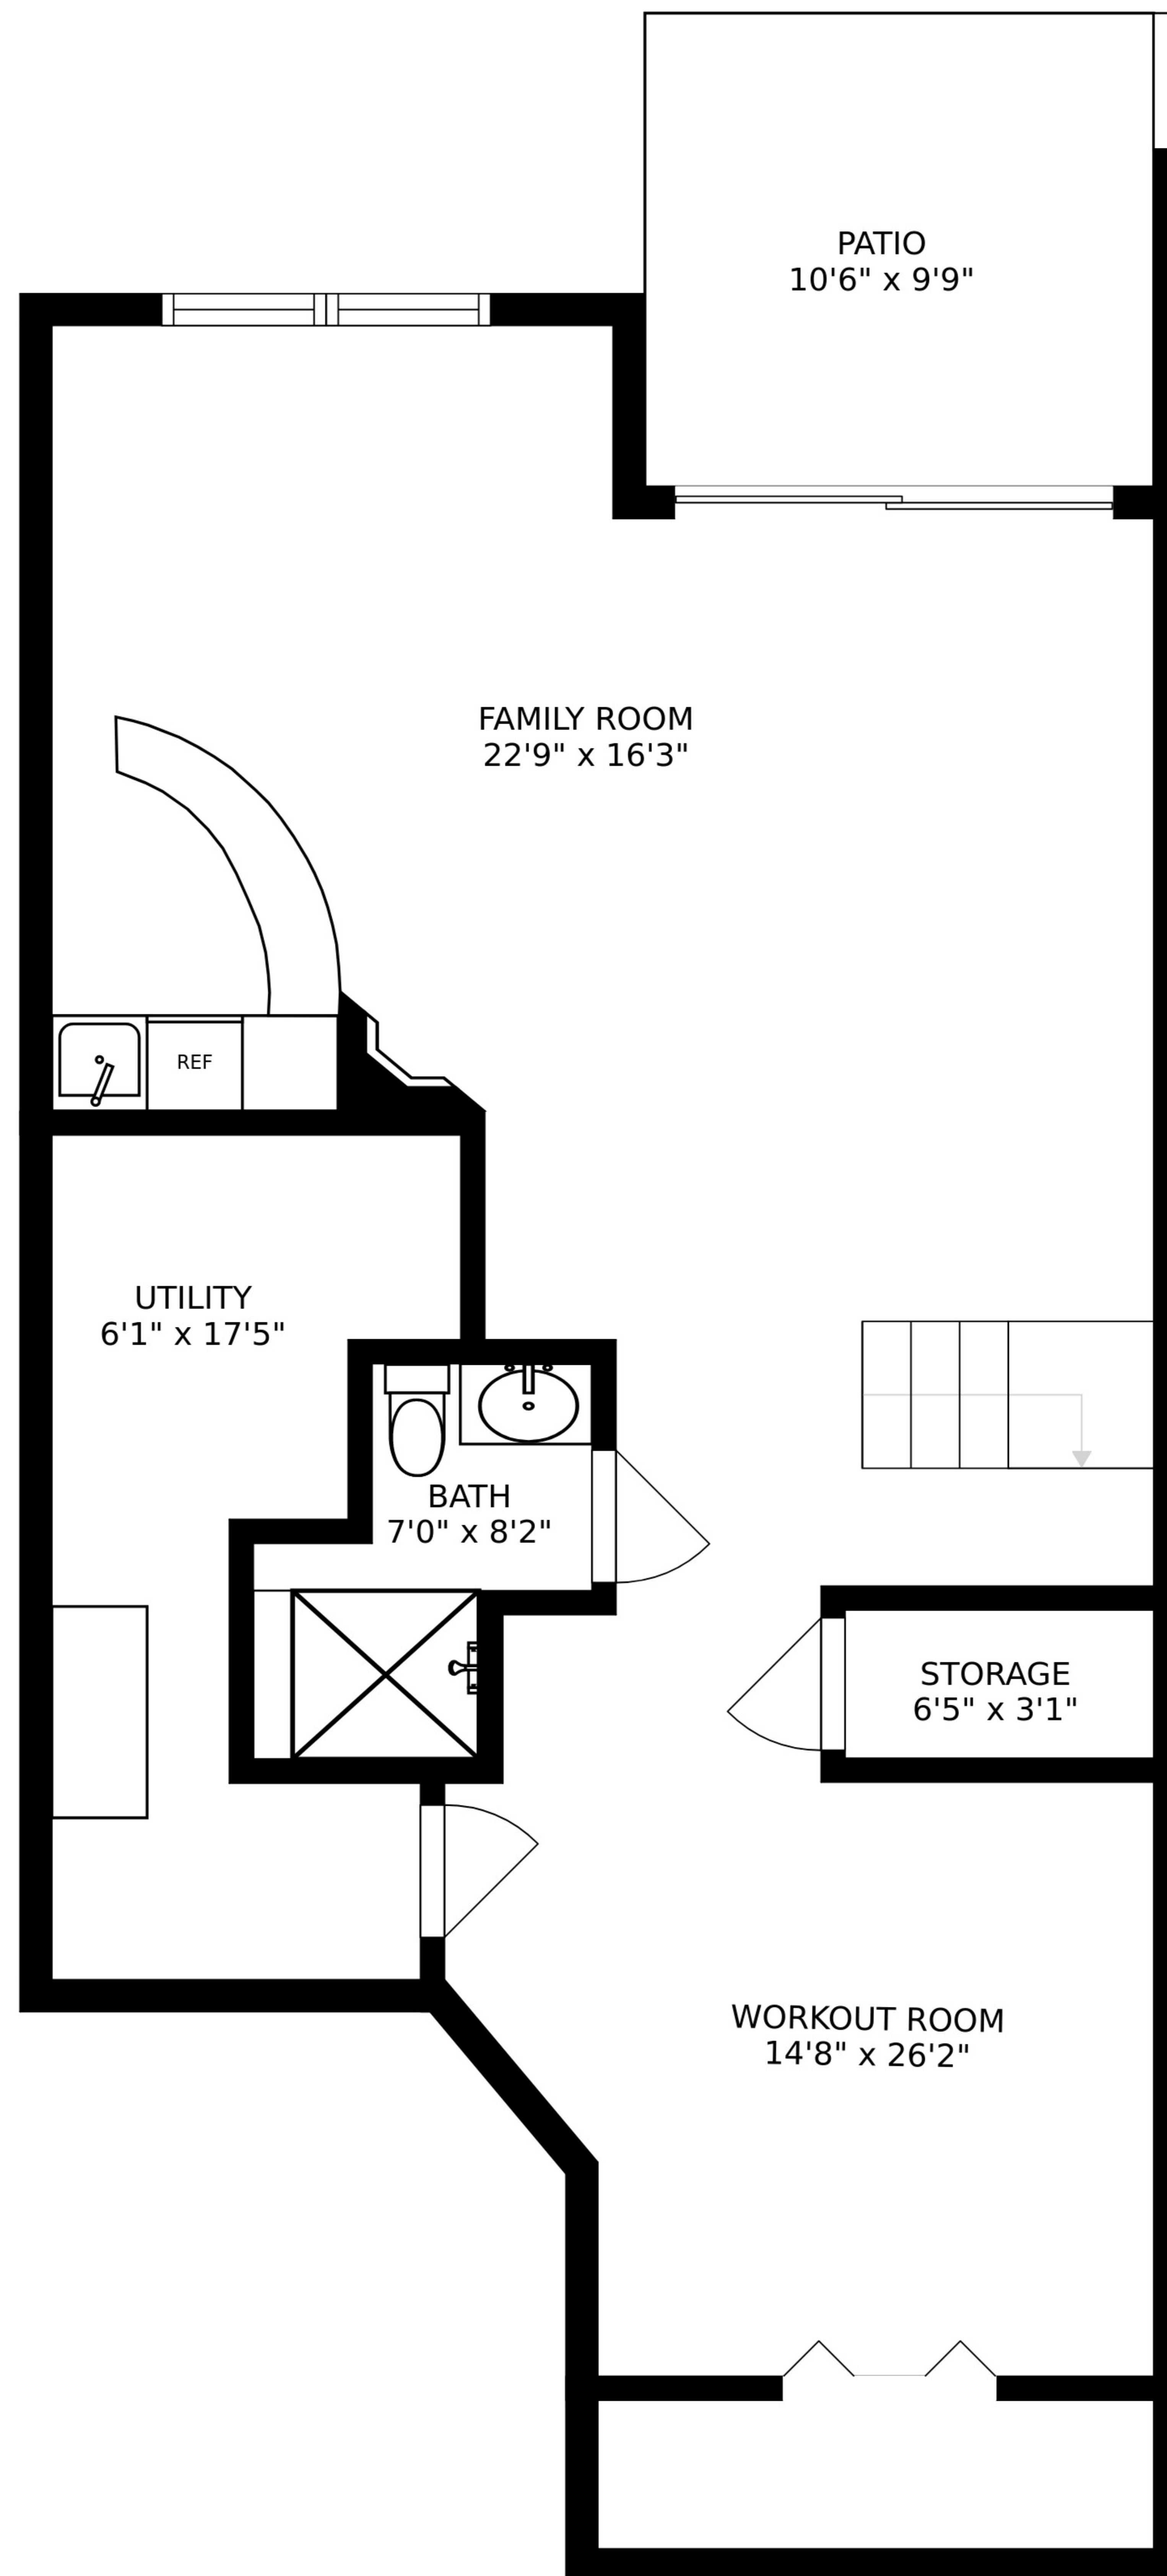 PATIO
10'6" x 9'9"
FAMILY ROOM
22'9" x 16'3"
REF
UTILITY
6'1" x 17'5"
BATH
7'0" x 8'2"
STORAGE
6'5" x 3'1"
WORKOUT ROOM
14'8" x 26'2"